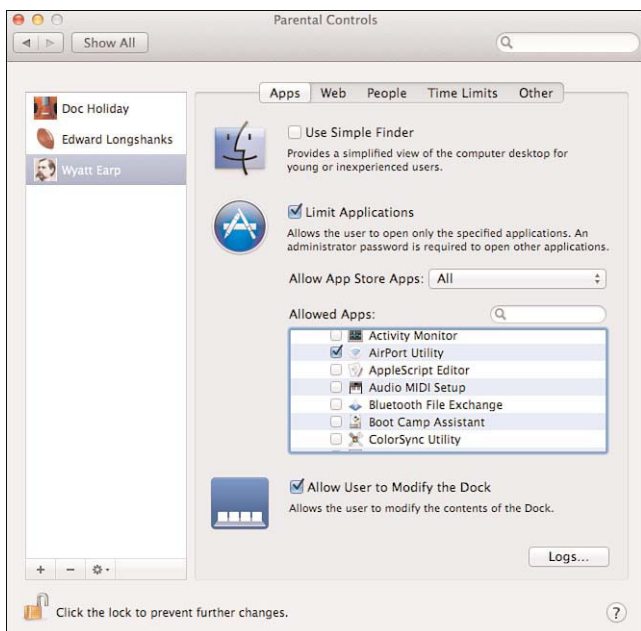 Parental Controls
Show All
Apps Web People Time Limits Other
Doc Holiday
Edward Longshanks
Wyatt Earp
Use Simple Finder
Provides a simplified view of the computer desktop for
young or inexperienced users.
Limit Applications
Allows the user to open only the specified applications. An
administrator password is required to open other applications.
Allow App Store Apps: All
Allowed Apps:
Activity Monitor
AirPort Utility
AppleScript Editor
Audio MIDI Setup
Bluetooth File Exchange
Boot Camp Assistant
ColorSync Utility
Allow User to Modify the Dock
Allows the user to modify the contents of the Dock.
Logs...
Click the lock to prevent further changes.
?